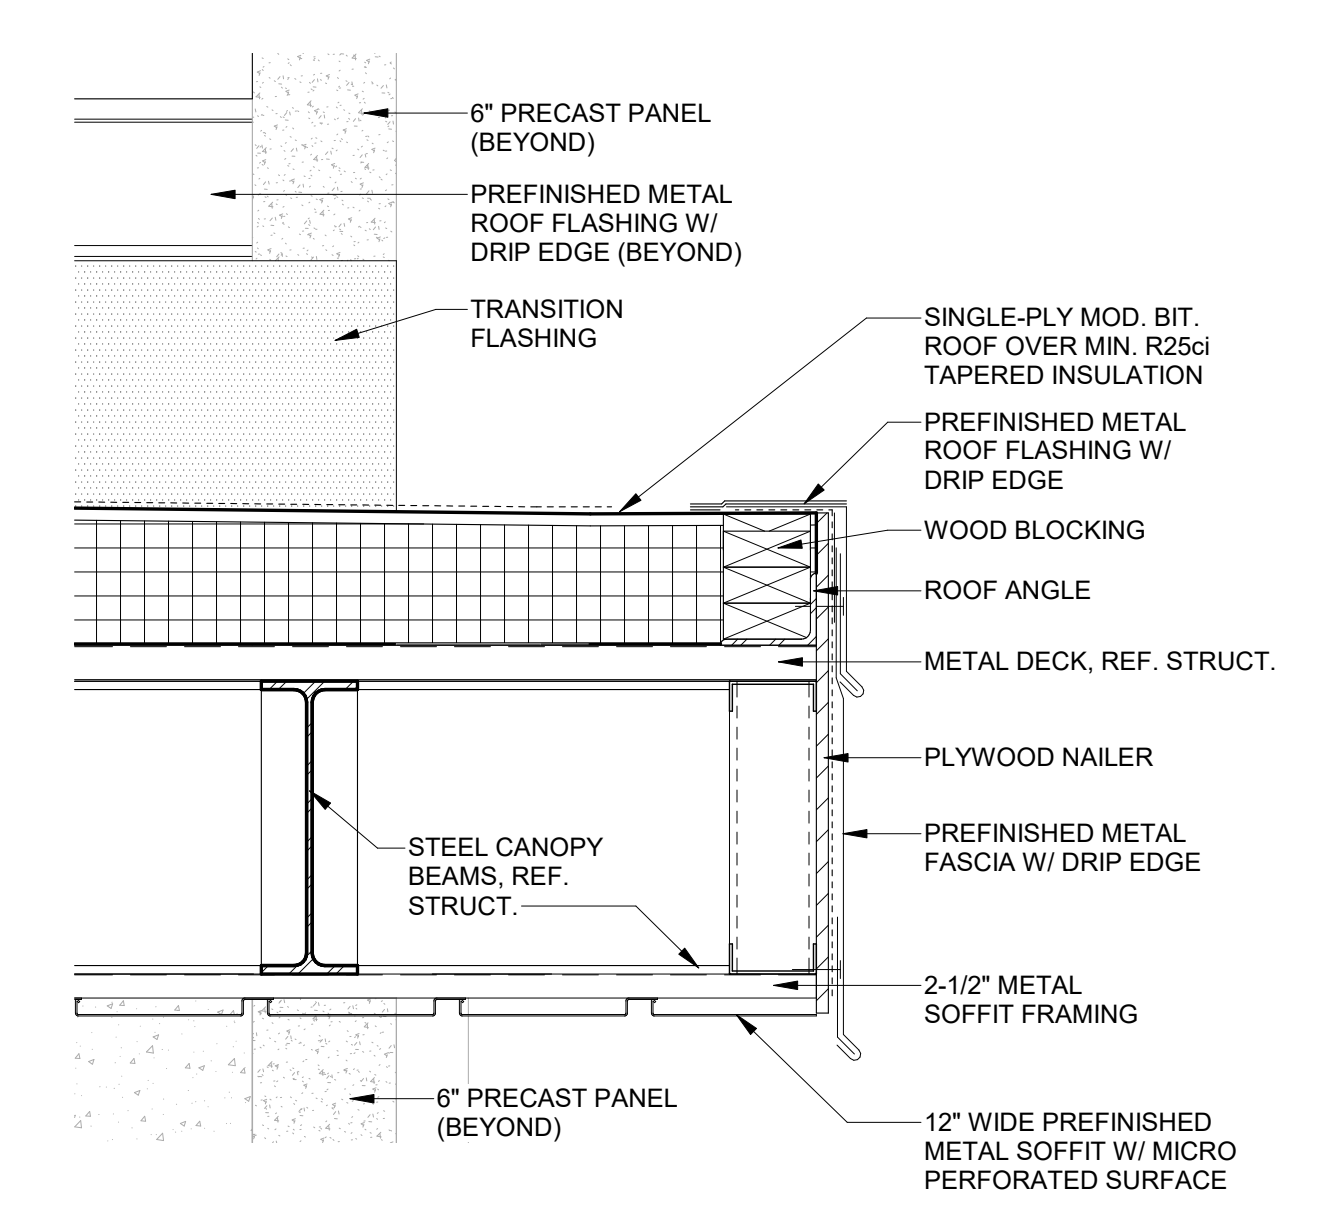 6" PRECAST PANEL
(BEYOND)
PREFINISHED METAL
ROOF FLASHING W/
DRIP EDGE (BEYOND)
TRANSITION
FLASHING
SINGLE-PLY MOD. BIT.
ROOF OVER MIN. R25ci
TAPERED INSULATION
PREFINISHED METAL
ROOF FLASHING W/
DRIP EDGE
WOOD BLOCKING
ROOF ANGLE
METAL DECK, REF. STRUCT.
PLYWOOD NAILER
PREFINISHED METAL
FASCIA W/ DRIP EDGE
STEEL CANOPY
BEAMS, REF.
STRUCT.
2-1/2" METAL
SOFFIT FRAMING
6" PRECAST PANEL
(BEYOND)
12" WIDE PREFINISHED
METAL SOFFIT W/ MICRO
PERFORATED SURFACE